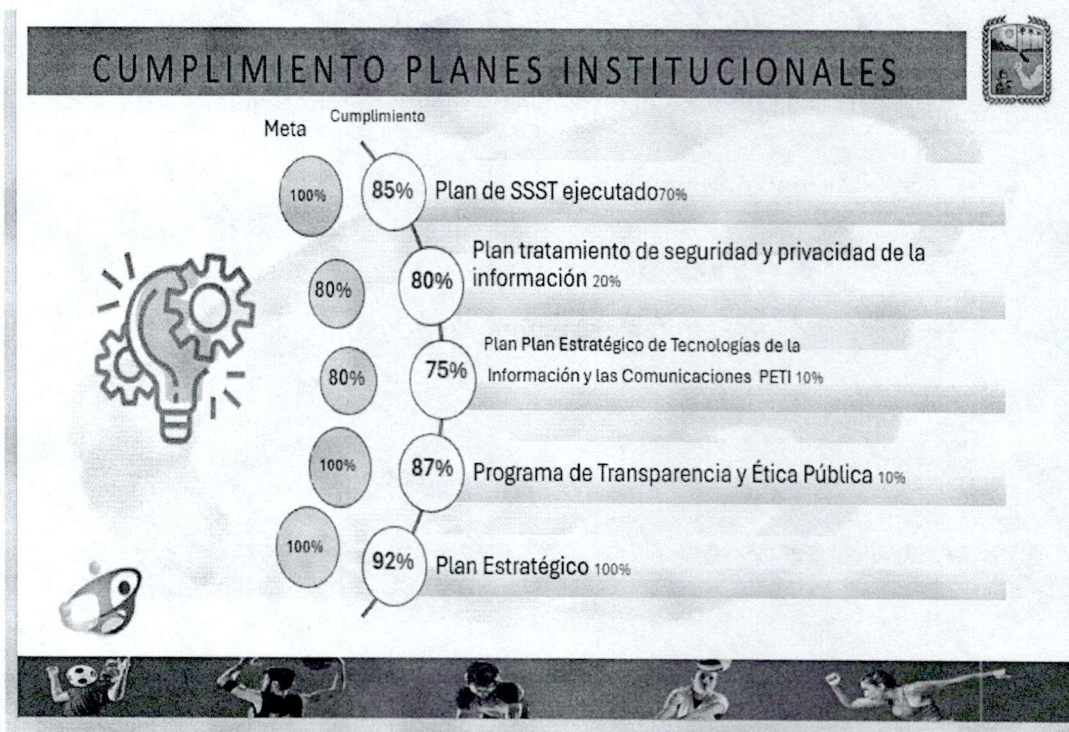 CUMPLIMIENTO PLANES INSTITUCIONALES
Meta
Cumplimiento
100%
85%
Plan de SSST ejecutado70%
80%
80%
Plan tratamiento de seguridad y privacidad de la
información 20%
80%
75%
Plan Plan Estratégico de Tecnologías de la
Información y las Comunicaciones PETI 10%
100%
87%
Programa de Transparencia y Ética Pública 10%
100%
92%
Plan Estratégico 100%